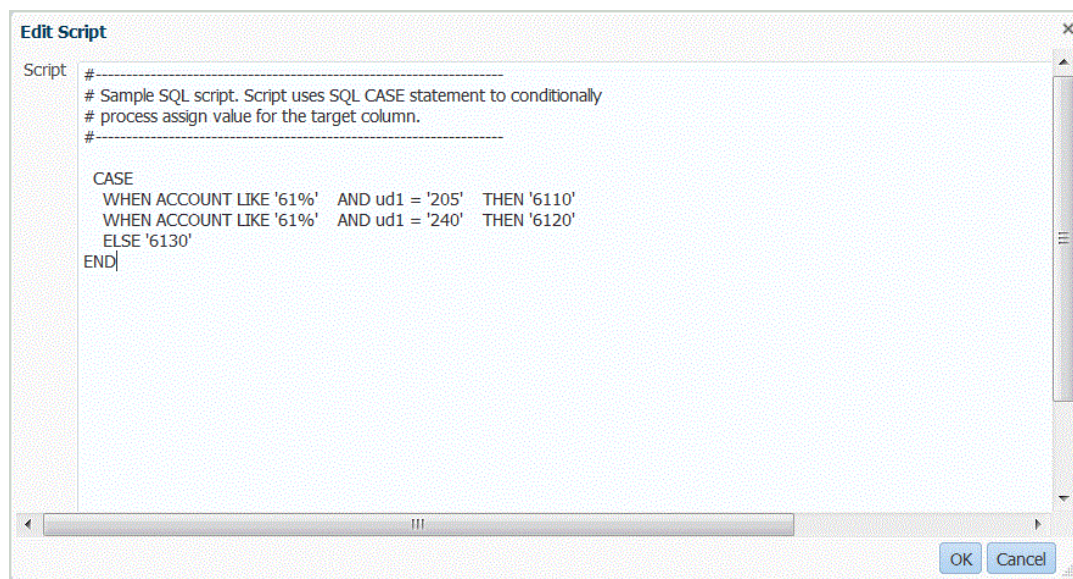 Edit Script
Script
#--------------------------------------------------------------------
# Sample SQL script. Script uses SQL CASE statement to conditionally
# process assign value for the target column.
#--------------------------------------------------------------------
CASE
WHEN ACCOUNT LIKE '61%' AND ud1 = '205' THEN '6110'
WHEN ACCOUNT LIKE '61%' AND ud1 = '240' THEN '6120'
ELSE '6130'
END
OK Cancel